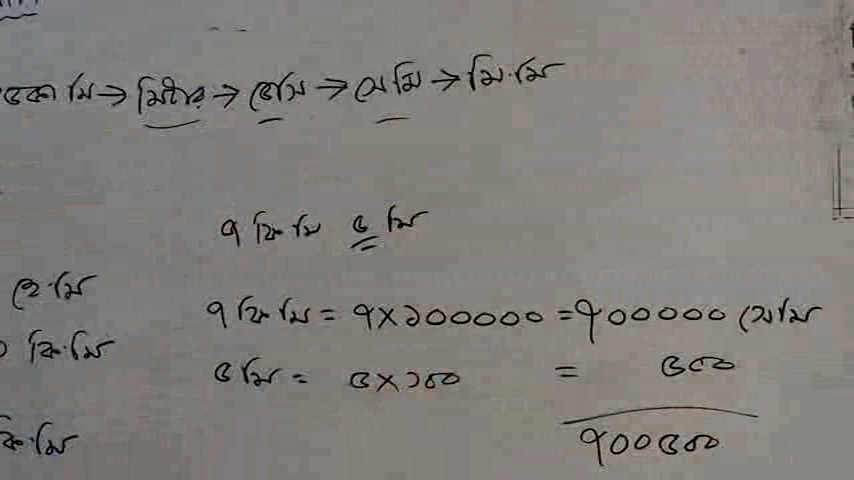 ডেকা মি → মিটার → ডেসি → সে মি → মি.মি
৭ কি মি ৫ মি
হে.মি
৭ কি মি = ৭×১০০০০০ = ৭০০০০০ সে মি
কি.মি
৫ মি = ৫×১০০ = ৫০০
কি.মি
৭০০৫০০